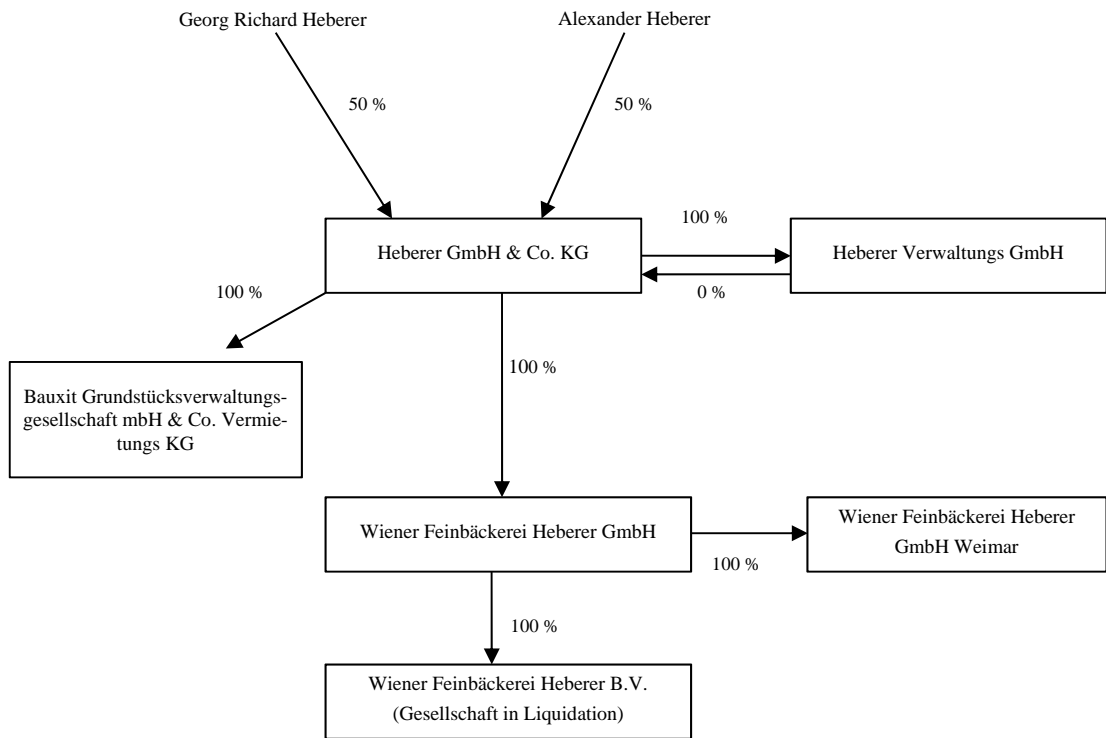 Georg Richard Heberer
Alexander Heberer
50 %
50 %
Heberer GmbH & Co. KG
100 %
0 %
Heberer Verwaltungs GmbH
100 %
Bauxit Grundstücksverwaltungs-
gesellschaft mbH & Co. Vermie-
tungs KG
100 %
Wiener Feinbäckerei Heberer GmbH
100 %
Wiener Feinbäckerei Heberer
GmbH Weimar
100 %
Wiener Feinbäckerei Heberer B.V.
(Gesellschaft in Liquidation)